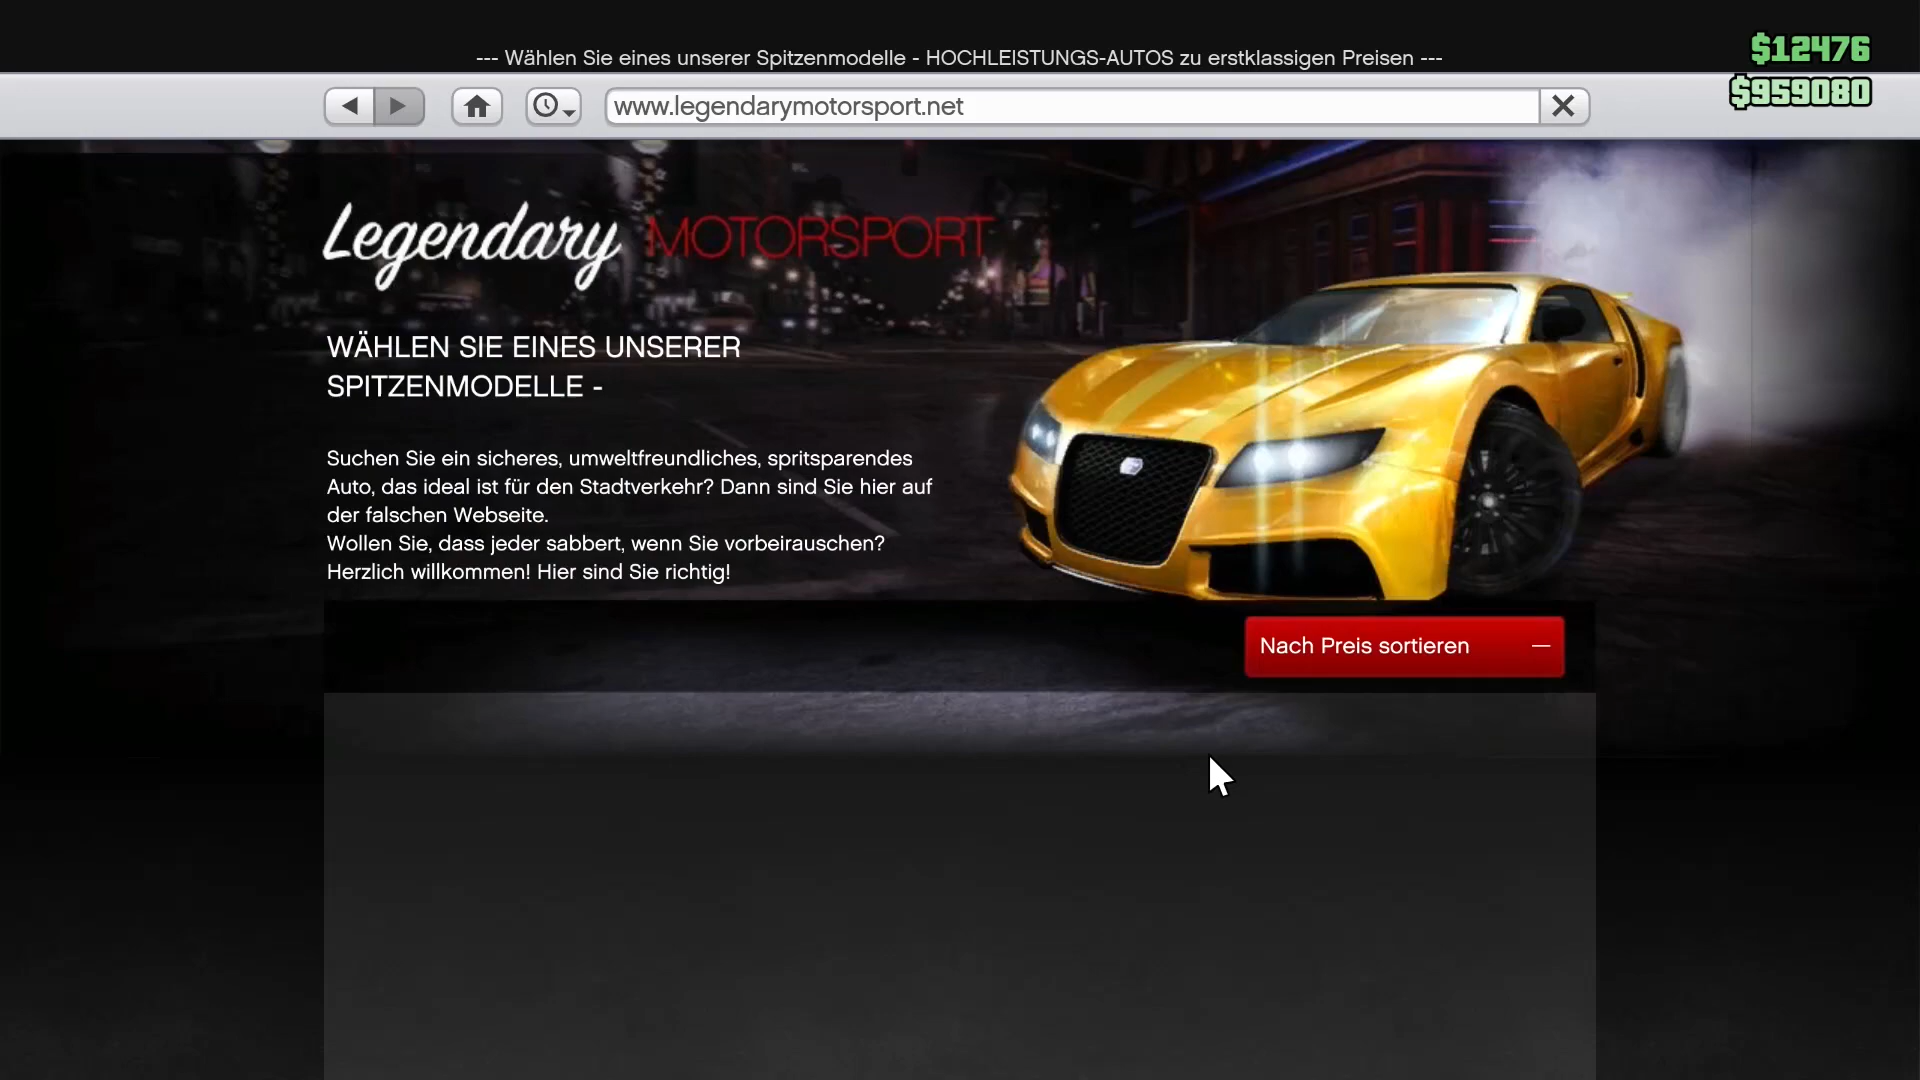 --- Wählen Sie eines unserer Spitzenmodelle - HOCHLEISTUNGS-AUTOS zu erstklassigen Preisen ---
$12476
$959080
www.legendarymotorsport.net
Legendary MOTORSPORT
WÄHLEN SIE EINES UNSERER
SPITZENMODELLE -
Suchen Sie ein sicheres, umweltfreundliches, spritsparendes
Auto, das ideal ist für den Stadtverkehr? Dann sind Sie hier auf
der falschen Webseite.
Wollen Sie, dass jeder sabbert, wenn Sie vorbeirauschen?
Herzlich willkommen! Hier sind Sie richtig!
Nach Preis sortieren